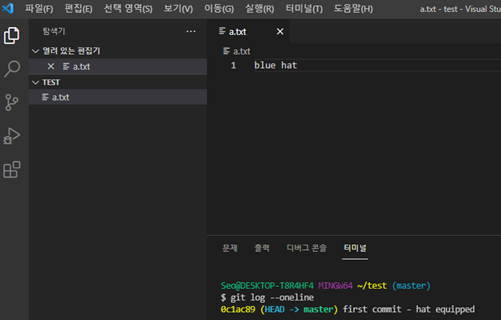 파일(F) 편집(E) 선택 영역(S) 보기(V) 이동(G) 실행(R) 터미널(T) 도움말(H) a.txt - test - Visual Stu
탐색기 ···
열려 있는 편집기
a.txt
TEST
a.txt
a.txt
a.txt
1 blue hat
문제 출력 디버그 콘솔 터미널
Seo@DESKTOP-T8R4HF4 MINGW64 ~/test (master)
$ git log --oneline
0c1ac89 (HEAD -> master) first commit - hat equipped